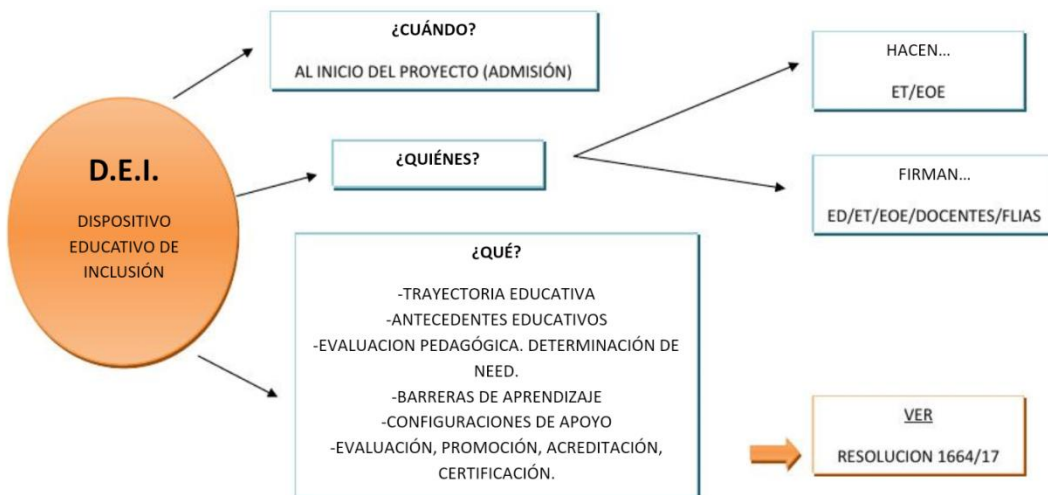 D.E.I.
DISPOSITIVO
EDUCATIVO DE
INCLUSIÓN
¿CUÁNDO?
AL INICIO DEL PROYECTO (ADMISIÓN)
¿QUIÉNES?
HACEN...
ET/EOE
FIRMAN...
ED/ET/EOE/DOCENTES/FLIAS
¿QUÉ?
-TRAYECTORIA EDUCATIVA
-ANTECEDENTES EDUCATIVOS
-EVALUACION PEDAGÓGICA. DETERMINACIÓN DE
NEED.
-BARRERAS DE APRENDIZAJE
-CONFIGURACIONES DE APOYO
-EVALUACIÓN, PROMOCIÓN, ACREDITACIÓN,
CERTIFICACIÓN.
VER
RESOLUCION 1664/17